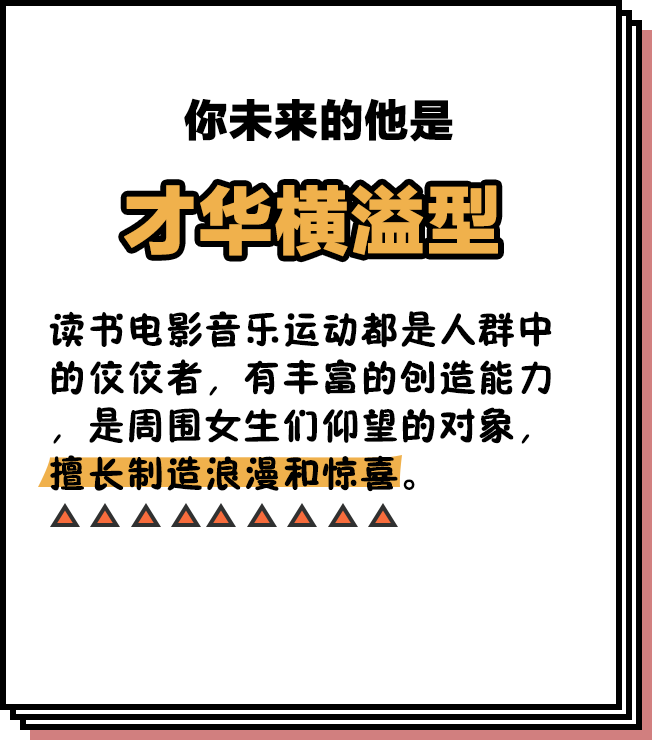 你未来的他是
才华横溢型
读书电影音乐运动都是人群中
的佼佼者，有丰富的创造能力
，是周围女生们仰望的对象，
擅长制造浪漫和惊喜。